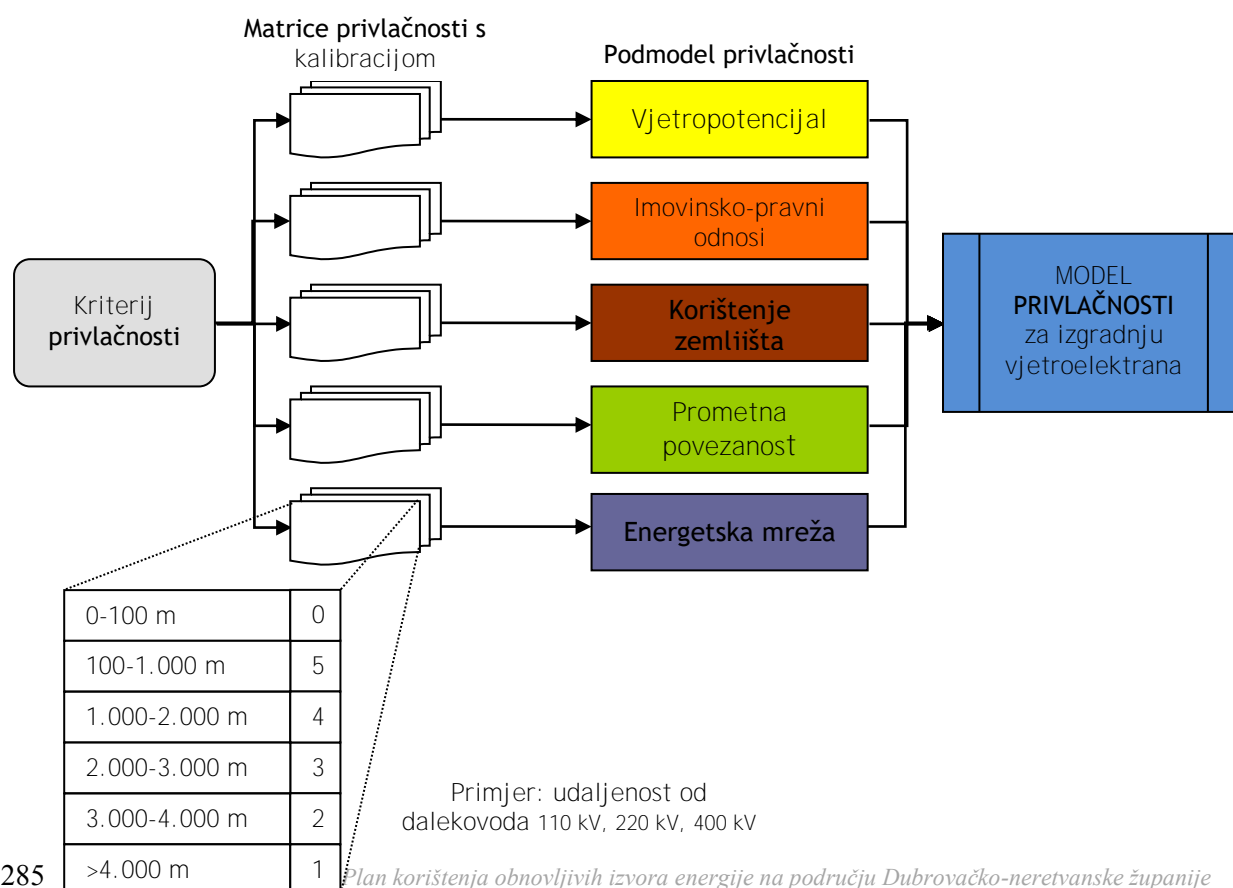 Matrice privlačnosti s
kalibracijom
Podmodel privlačnosti
Vjetropotencijal
Imovinsko-pravni
odnosi
Kriterij
privlačnosti
Korištenje
zemliišta
MODEL
PRIVLAČNOSTI
za izgradnju
vjetroelektrana
Prometna
povezanost
Energetska mreža
0-100 m 0
100-1.000 m 5
1.000-2.000 m 4
2.000-3.000 m 3
3.000-4.000 m 2
>4.000 m 1
Primjer: udaljenost od
dalekovoda 110 kV, 220 kV, 400 kV
285 Plan korištenja obnovljivih izvora energije na području Dubrovačko-neretvanske županije